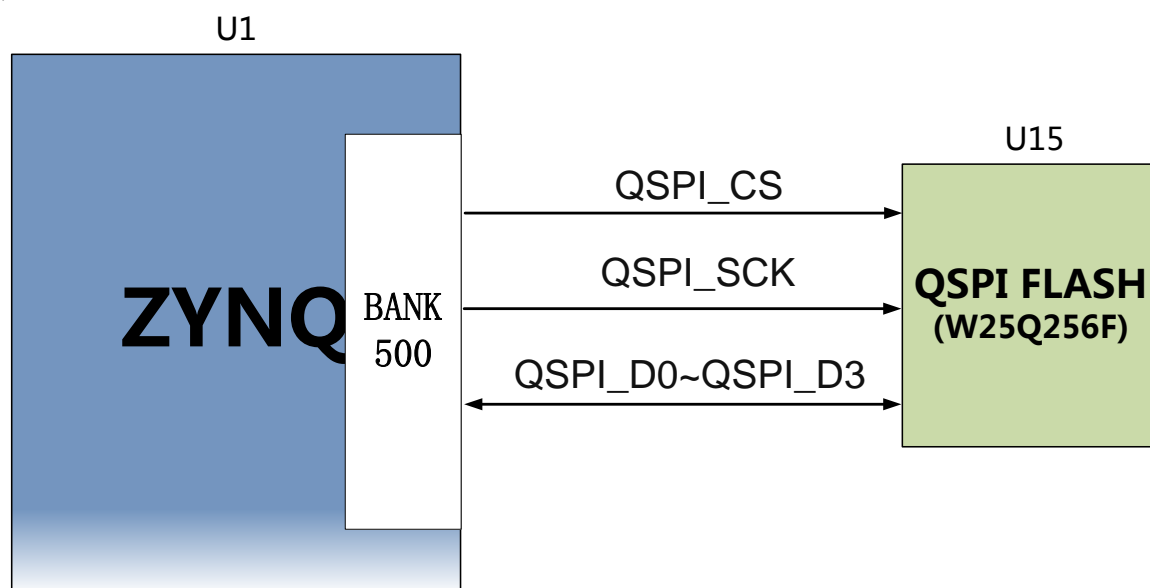 U1
ZYNQ
BANK
500
QSPI_CS
QSPI_SCK
QSPI_D0~QSPI_D3
U15
QSPI FLASH
(W25Q256F)